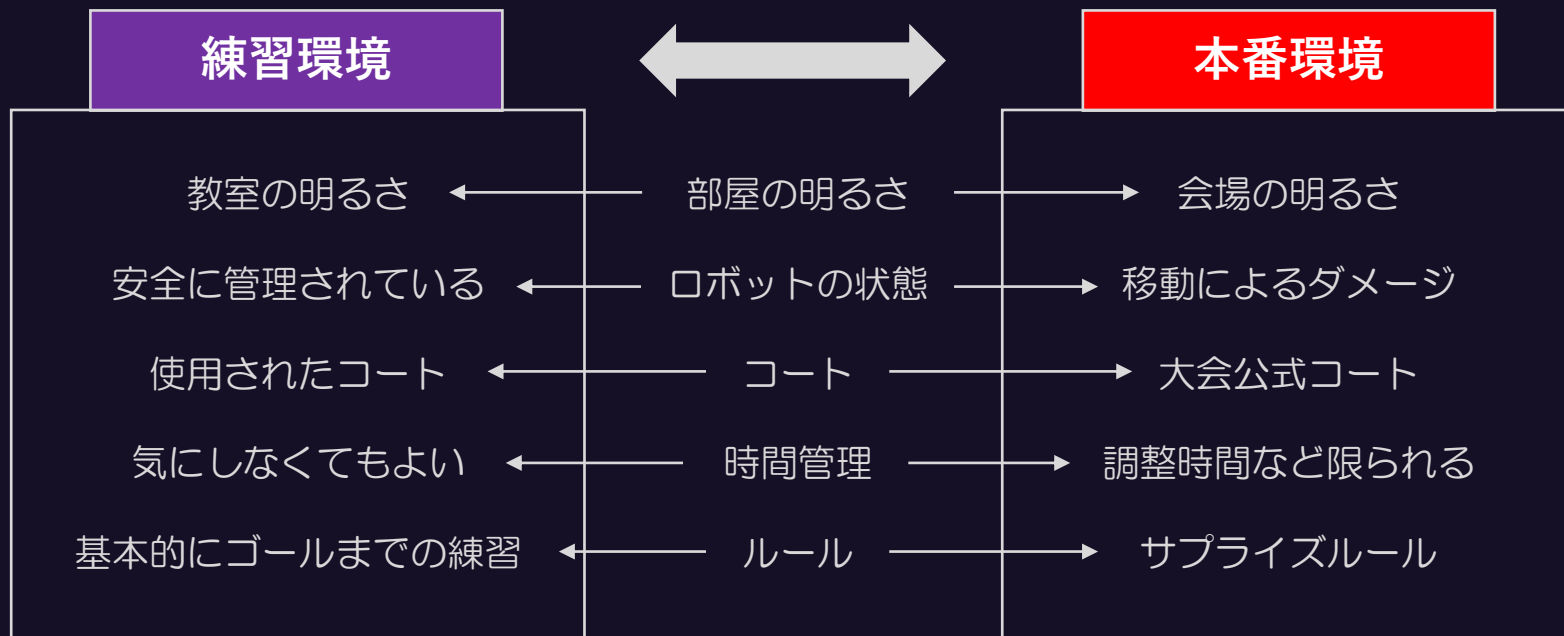 練習環境
本番環境
教室の明るさ 部屋の明るさ 会場の明るさ
安全に管理されている ロボットの状態 移動によるダメージ
使用されたコート コート 大会公式コート
気にしなくてもよい 時間管理 調整時間など限られる
基本的にゴールまでの練習 ルール サプライズルール